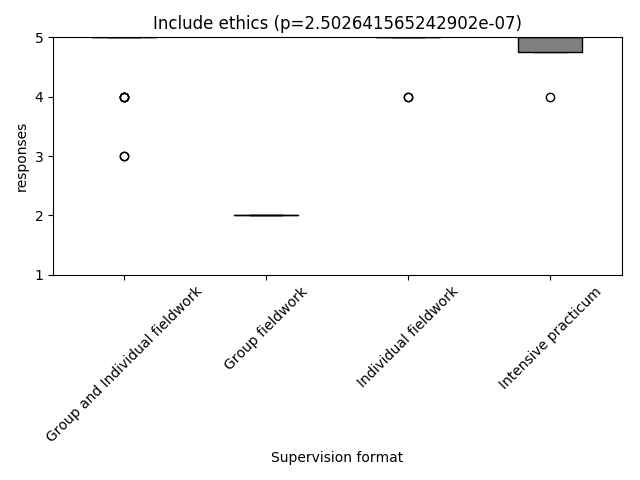 Include ethics (p=2.502641565242902e-07)
responses
5
4
3
2
1
Group and Individual fieldwork
Group fieldwork
Individual fieldwork
Intensive practicum
Supervision format